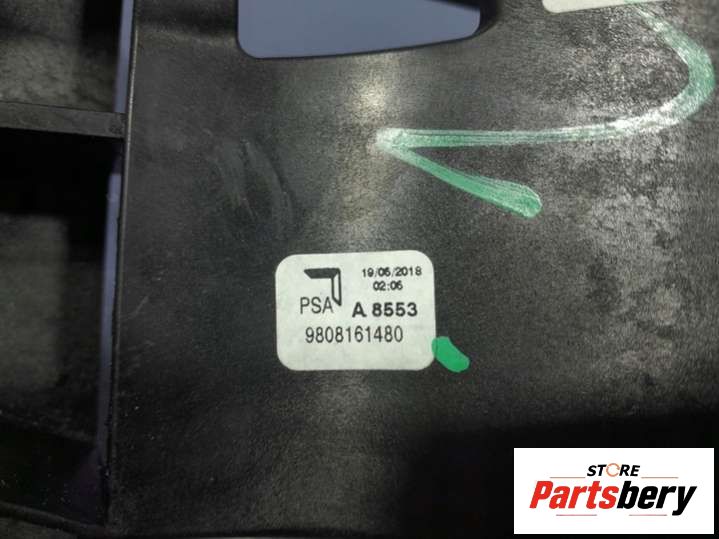 19/06/2018
02:06
PSA A 8553
9808161480
STORE
Partsbery